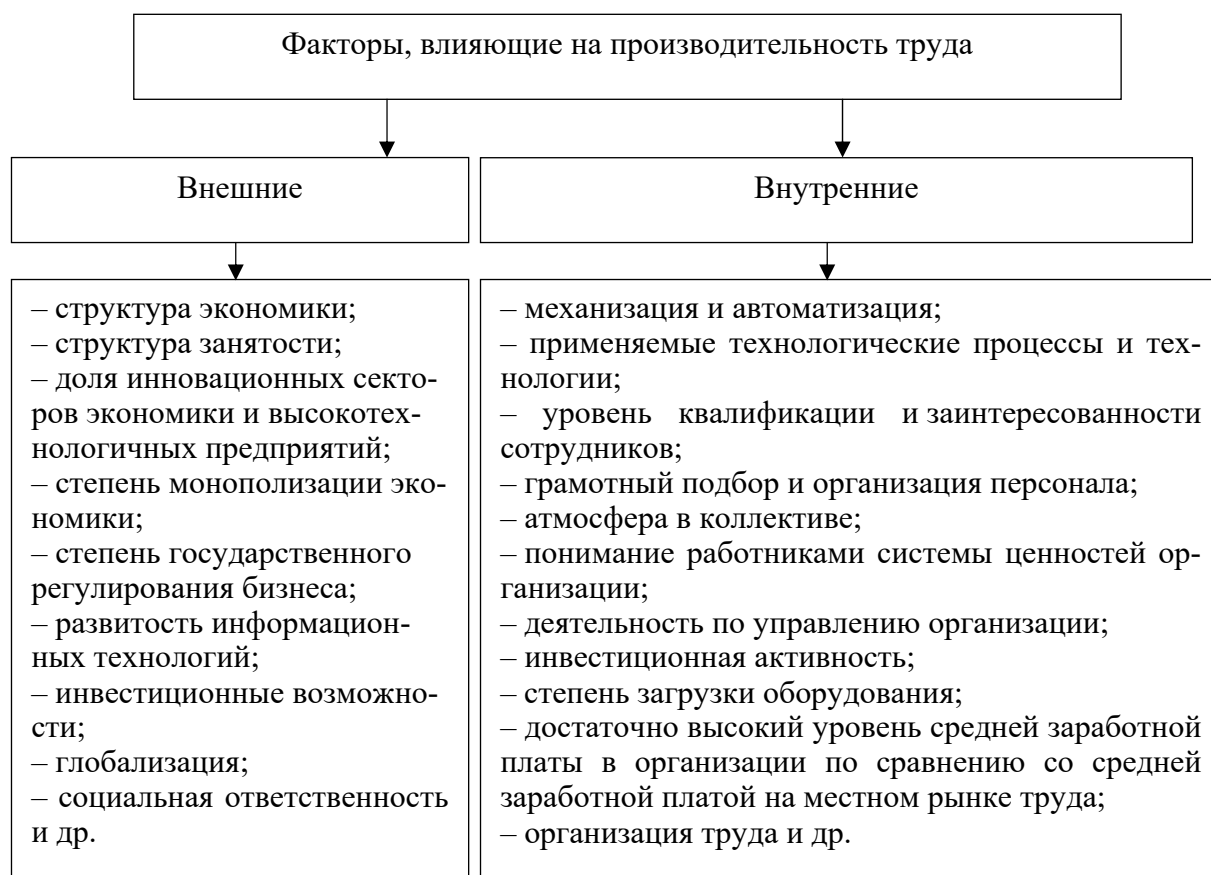 Факторы, влияющие на производительность труда
Внешние
Внутренние
– структура экономики;
– структура занятости;
– доля инновационных секто-
ров экономики и высокотех-
нологичных предприятий;
– степень монополизации эко-
номики;
– степень государственного
регулирования бизнеса;
– развитость информацион-
ных технологий;
– инвестиционные возможно-
сти;
– глобализация;
– социальная ответственность
и др.
– механизация и автоматизация;
– применяемые технологические процессы и тех-
нологии;
– уровень квалификации и заинтересованности
сотрудников;
– грамотный подбор и организация персонала;
– атмосфера в коллективе;
– понимание работниками системы ценностей ор-
ганизации;
– деятельность по управлению организации;
– инвестиционная активность;
– степень загрузки оборудования;
– достаточно высокий уровень средней заработной
платы в организации по сравнению со средней
заработной платой на местном рынке труда;
– организация труда и др.